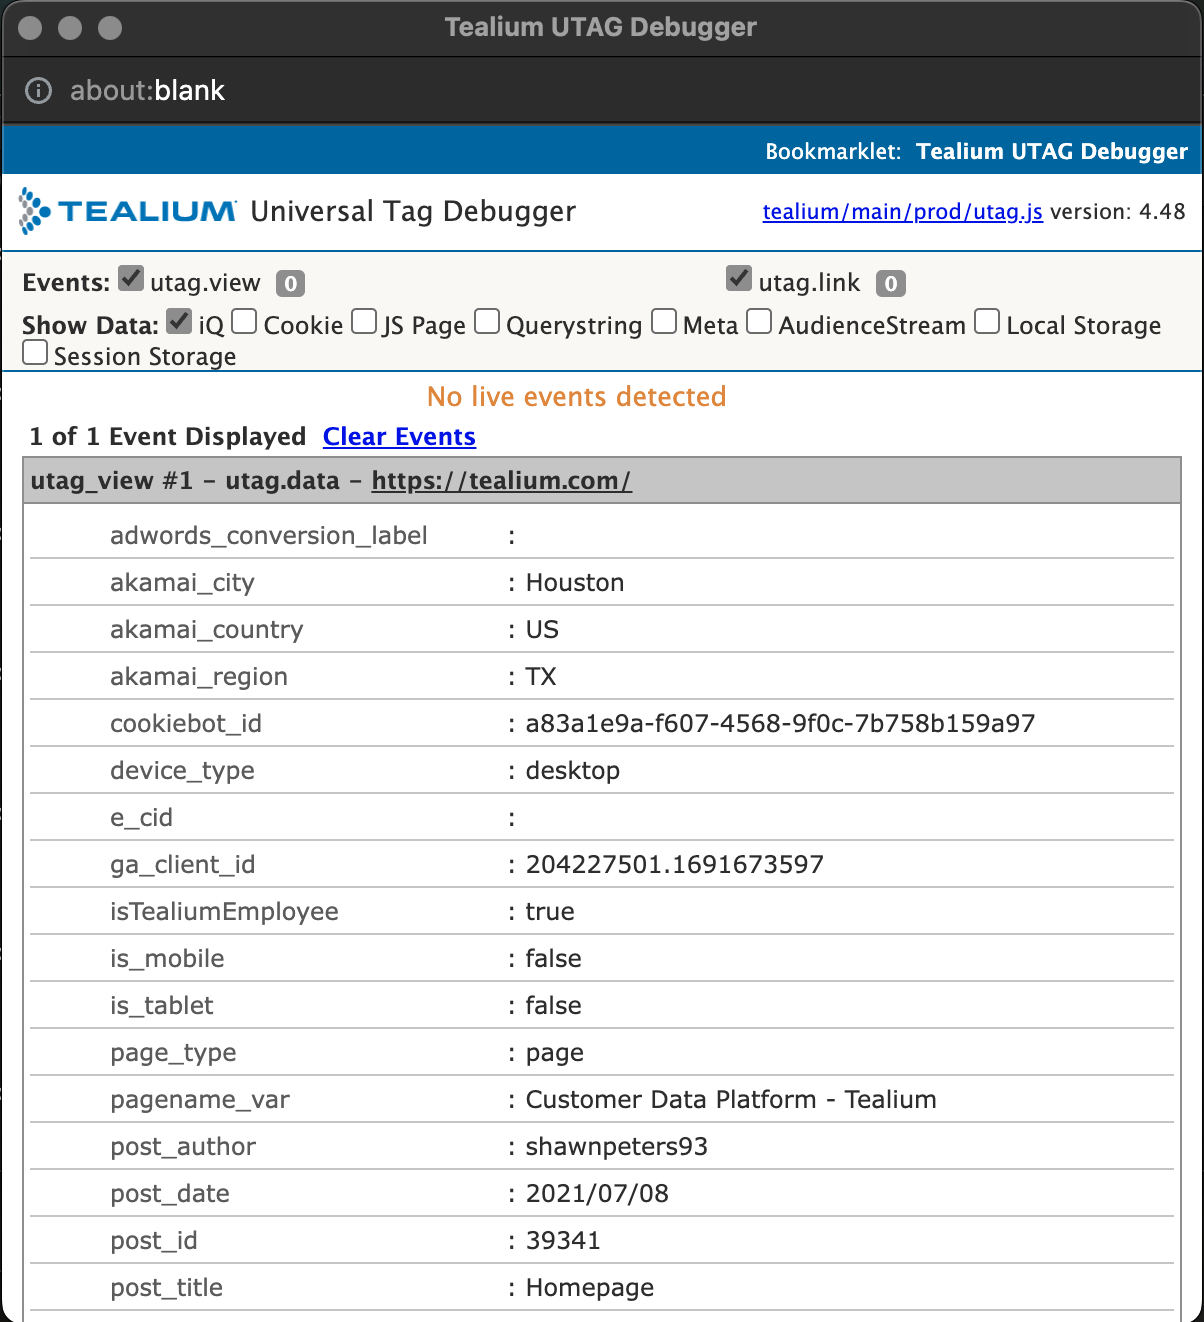 Tealium UTAG Debugger
about:blank
Bookmarklet: Tealium UTAG Debugger
TEALIUM Universal Tag Debugger tealium/main/prod/utag.js version: 4.48
Events: utag.view 0 utag.link 0
Show Data: iQ Cookie JS Page Querystring Meta AudienceStream Local Storage
Session Storage
No live events detected
1 of 1 Event Displayed Clear Events
utag_view #1 - utag.data - https://tealium.com/
adwords_conversion_label :
akamai_city : Houston
akamai_country : US
akamai_region : TX
cookiebot_id : a83a1e9a-f607-4568-9f0c-7b758b159a97
device_type : desktop
e_cid :
ga_client_id : 204227501.1691673597
isTealiumEmployee : true
is_mobile : false
is_tablet : false
page_type : page
pagename_var : Customer Data Platform - Tealium
post_author : shawnpeters93
post_date : 2021/07/08
post_id : 39341
post_title : Homepage